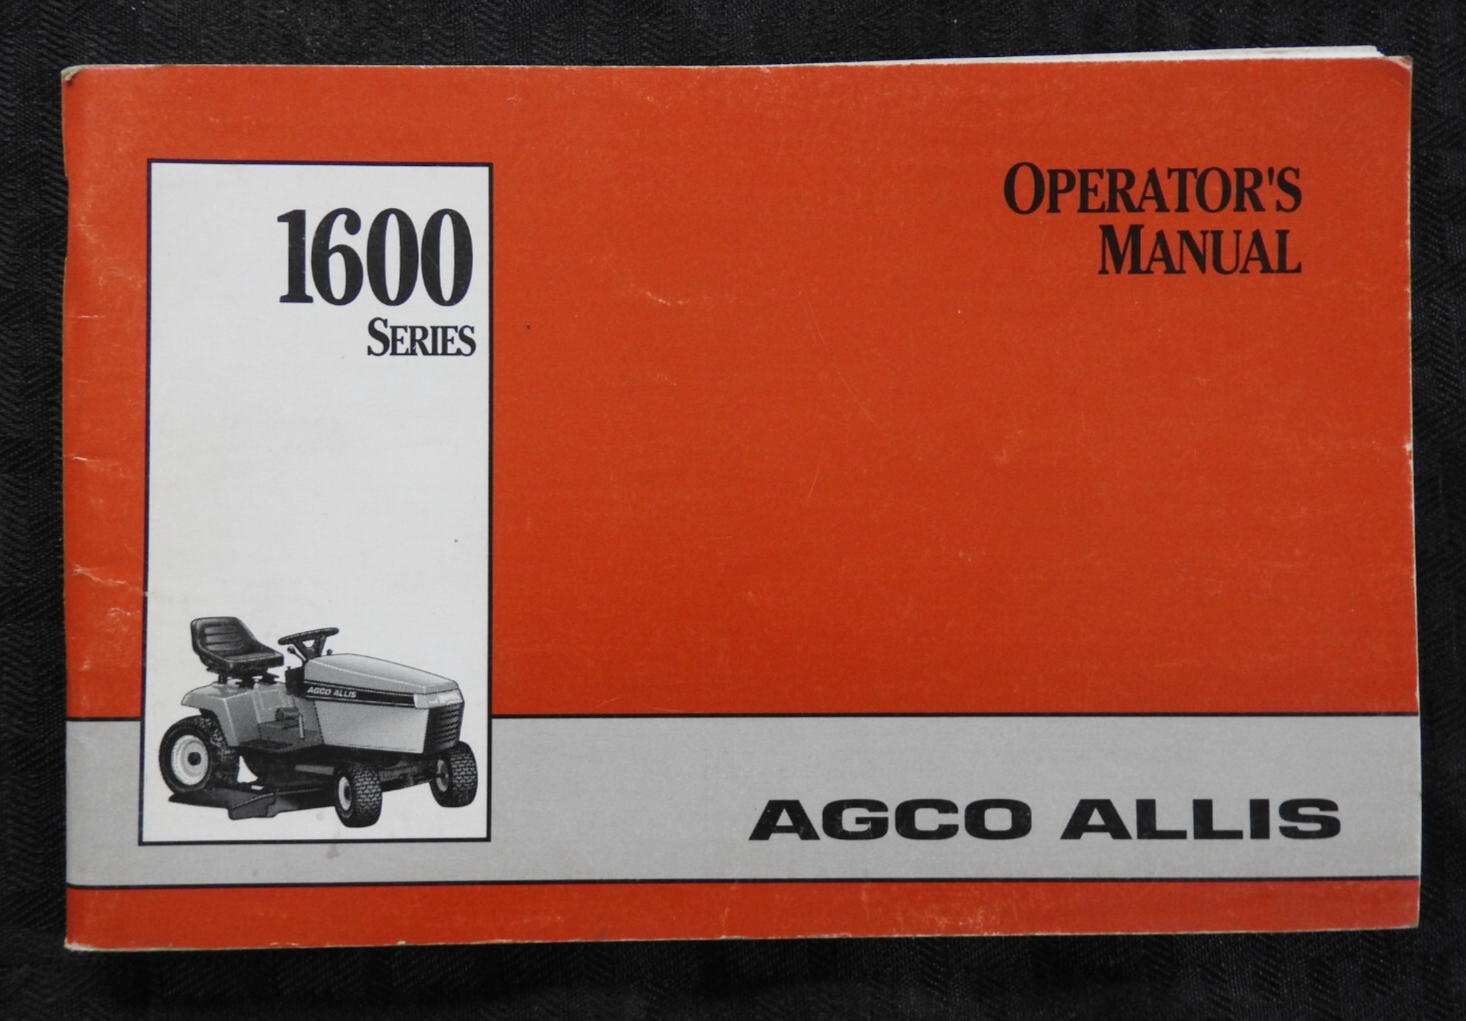 1600
SERIES
OPERATOR'S
MANUAL
AGCO ALLIS
AGCO ALLIS